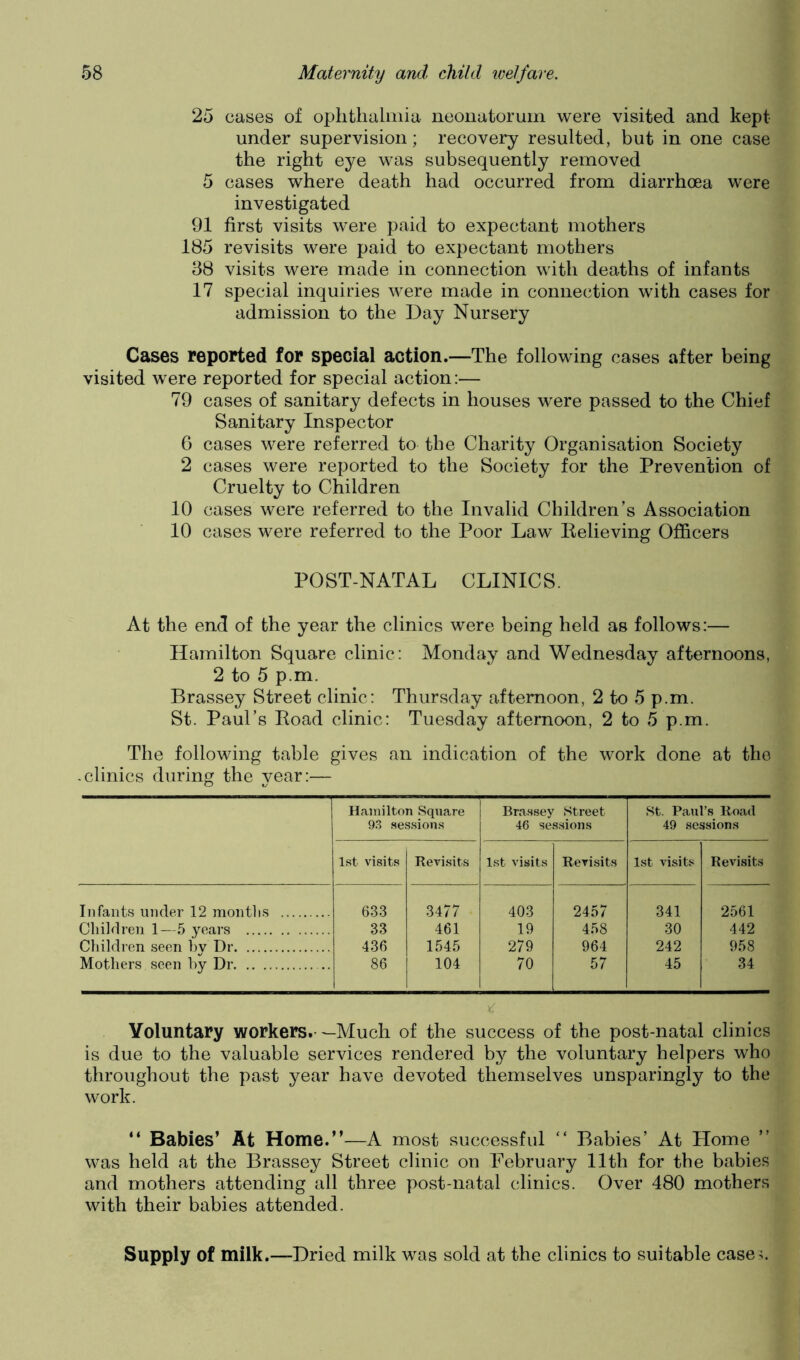 58 Maternity and child welfare.
25 cases of ophthalmia neonatorum were visited and kept
under supervision; recovery resulted, but in one case
the right eye was subsequently removed
5 cases where death had occurred from diarrhœa were
investigated
91 first visits were paid to expectant mothers
185 revisits were paid to expectant mothers
38 visits were made in connection with deaths of infants
17 special inquiries were made in connection with cases for
admission to the Day Nursery
Cases reported for special action.—The following cases after being
visited were reported for special action:—
79 cases of sanitary defects in houses were passed to the Chief
Sanitary Inspector
6 cases were referred to the Charity Organisation Society
2 cases were reported to the Society for the Prevention of
Cruelty to Children
10 cases were referred to the Invalid Children's Association
10 cases were referred to the Poor Law Relieving Officers
POST-NATAL CLINICS.
At the end of the year the clinics were being held as follows:—
Hamilton Square clinic: Monday and Wednesday afternoons,
2 to 5 p.m.
Brassey Street clinic: Thursday afternoon, 2 to 5 p.m.
St. Paul's Road clinic: Tuesday afternoon, 2 to 5 p.m.
The following table gives an indication of the work done at the
clinics during the year:—
Hamilton Square Brassey Street St. Paul's Road
93 sessions 46 sessions 49 sessions
1st visits Revisits 1st visits Revisits 1st visits Revisits
Infants under 12 months ......... 633 3477 403 2457 341 2561
Children 1—5 years ..... .. ...... 33 461 19 458 30 442
Children seen by Dr. ............... 436 1545 279 964 242 958
Mothers seen by Dr. .. ............. 86 104 70 57 45 34
Voluntary workers.—Much of the success of the post-natal clinics
is due to the valuable services rendered by the voluntary helpers who
throughout the past year have devoted themselves unsparingly to the
work.
“ Babies’ At Home.”—A most successful “ Babies’ At Home ”
was held at the Brassey Street clinic on February 11th for the babies
and mothers attending all three post-natal clinics. Over 480 mothers
with their babies attended.
Supply of milk.—Dried milk was sold at the clinics to suitable cases.